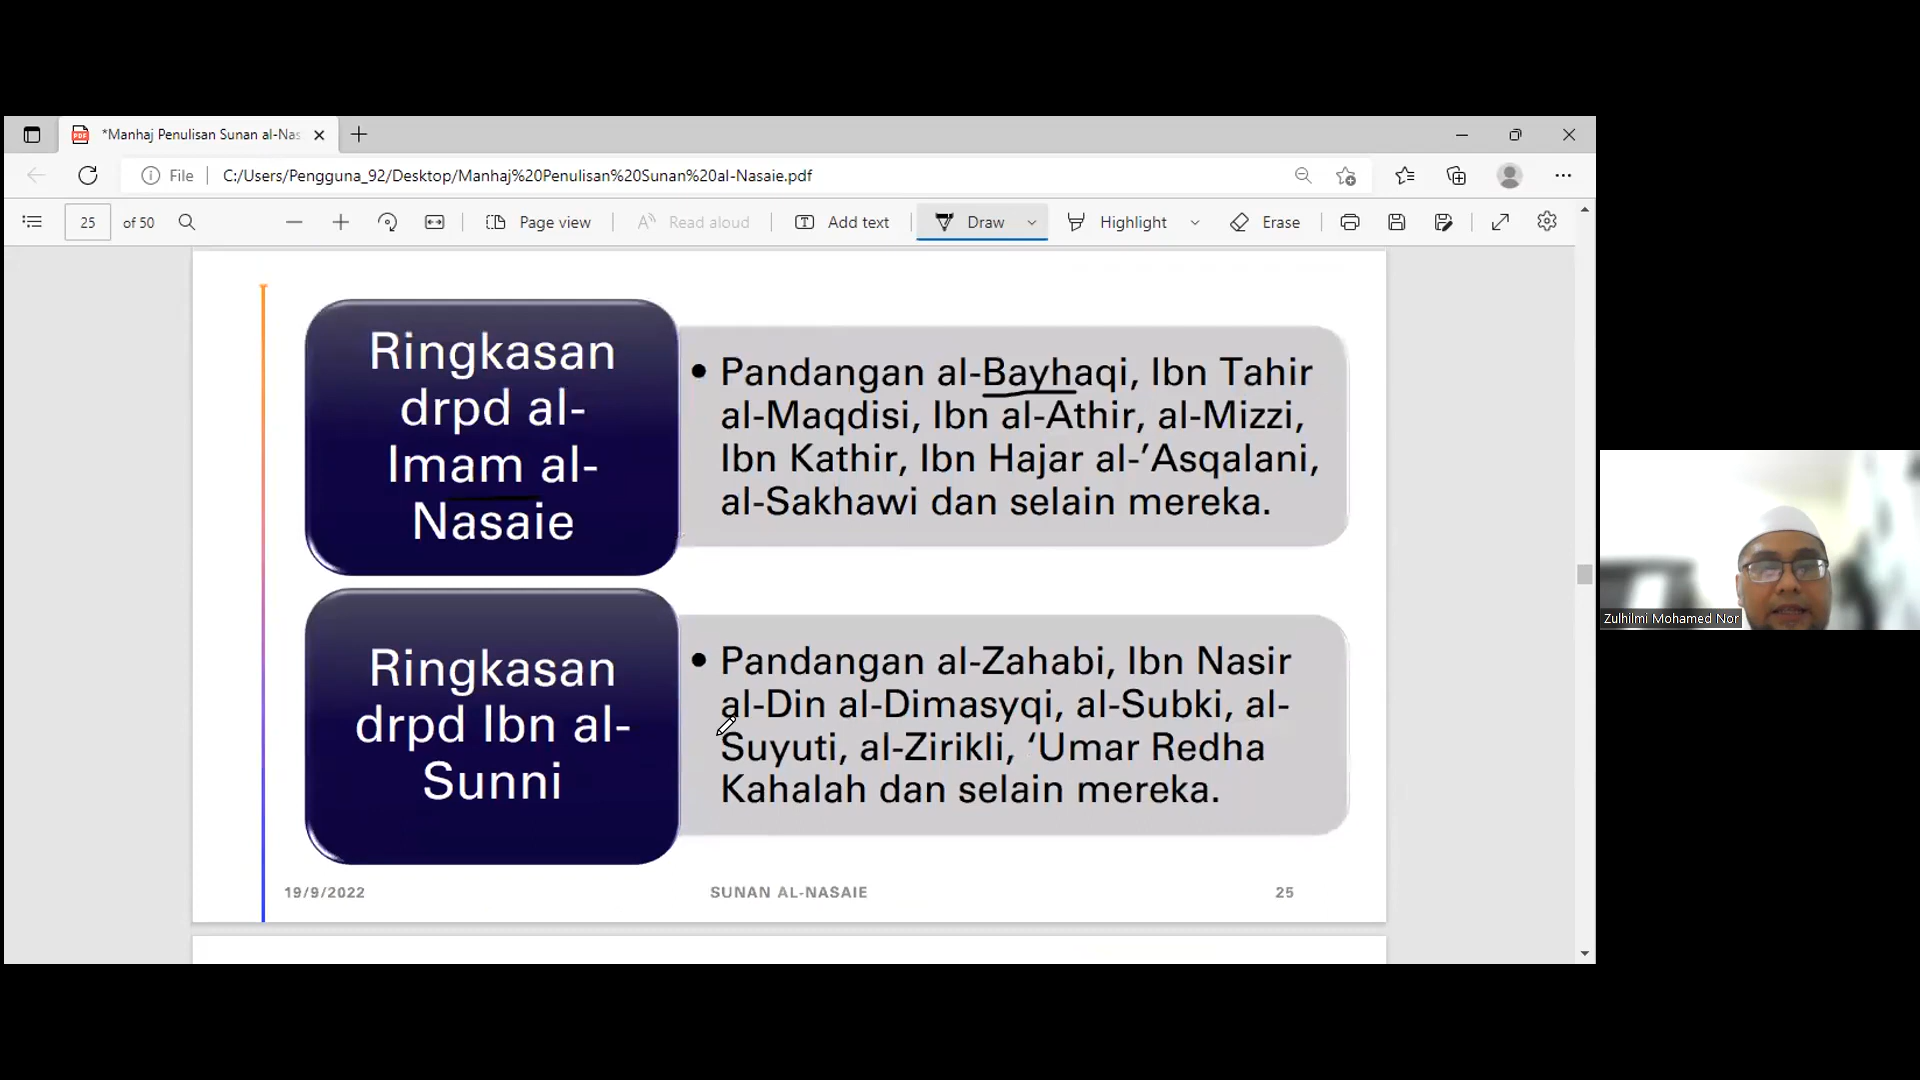 *Manhaj Penulisan Sunan al-Nas
File
C:/Users/Pengguna_92/Desktop/Manhaj%20Penulisan%20Sunan%20al-Nasaie.pdf
25 of 50
Page view
Read aloud
Add text
Draw
Highlight
Erase
Ringkasan
drpd al-
Imam al-
Nasaie
• Pandangan al-Bayhaqi, Ibn Tahir
al-Maqdisi, Ibn al-Athir, al-Mizzi,
Ibn Kathir, Ibn Hajar al-’Asqalani,
al-Sakhawi dan selain mereka.
Ringkasan
drpd Ibn al-
Sunni
• Pandangan al-Zahabi, Ibn Nasir
al-Din al-Dimasyqi, al-Subki, al-
Suyuti, al-Zirikli, ‘Umar Redha
Kahalah dan selain mereka.
19/9/2022
SUNAN AL-NASAIE
25
Zulhilmi Mohamed Nor